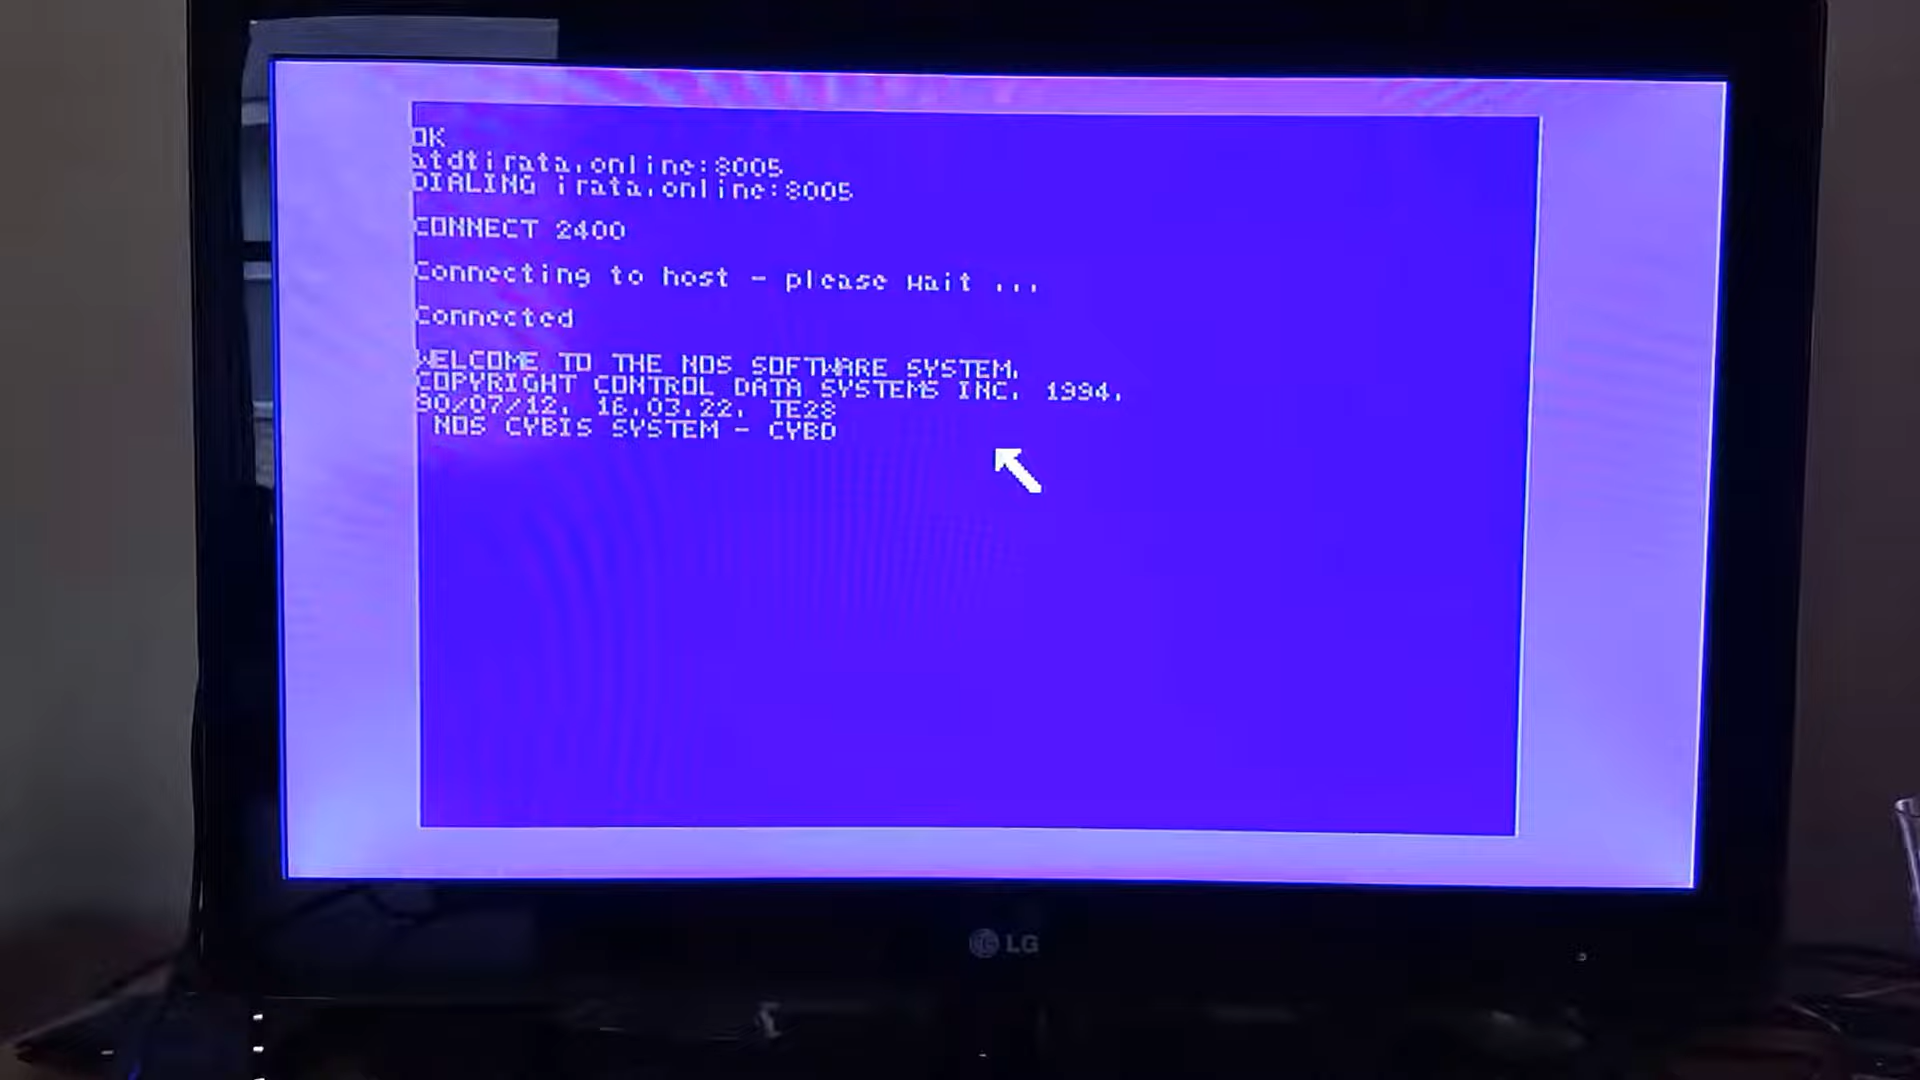 OK
atdtirata.online:8005
DIALING irata.online:8005
CONNECT 2400
Connecting to host - please wait ...
Connected
WELCOME TO THE NOS SOFTWARE SYSTEM.
COPYRIGHT CONTROL DATA SYSTEMS INC. 1994.
90/07/12. 16.03.22. TE28
NOS CYBIS SYSTEM - CYBD
LG